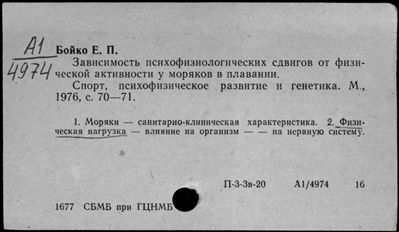 А1
4974
Бойко Е. П.
Зависимость психофизиологических сдвигов от физи-
ческой активности у моряков в плавании.
Спорт, психофизическое развитие и генетика. М.,
1976, с. 70—71.
1. Моряки — санитарно-клиническая характеристика. 2. Физи-
ческая нагрузка — влияние на организм — — на нервную систему.
П-3-3в-20 А1/4974 16
1677 СБМБ при ГЦНМБ